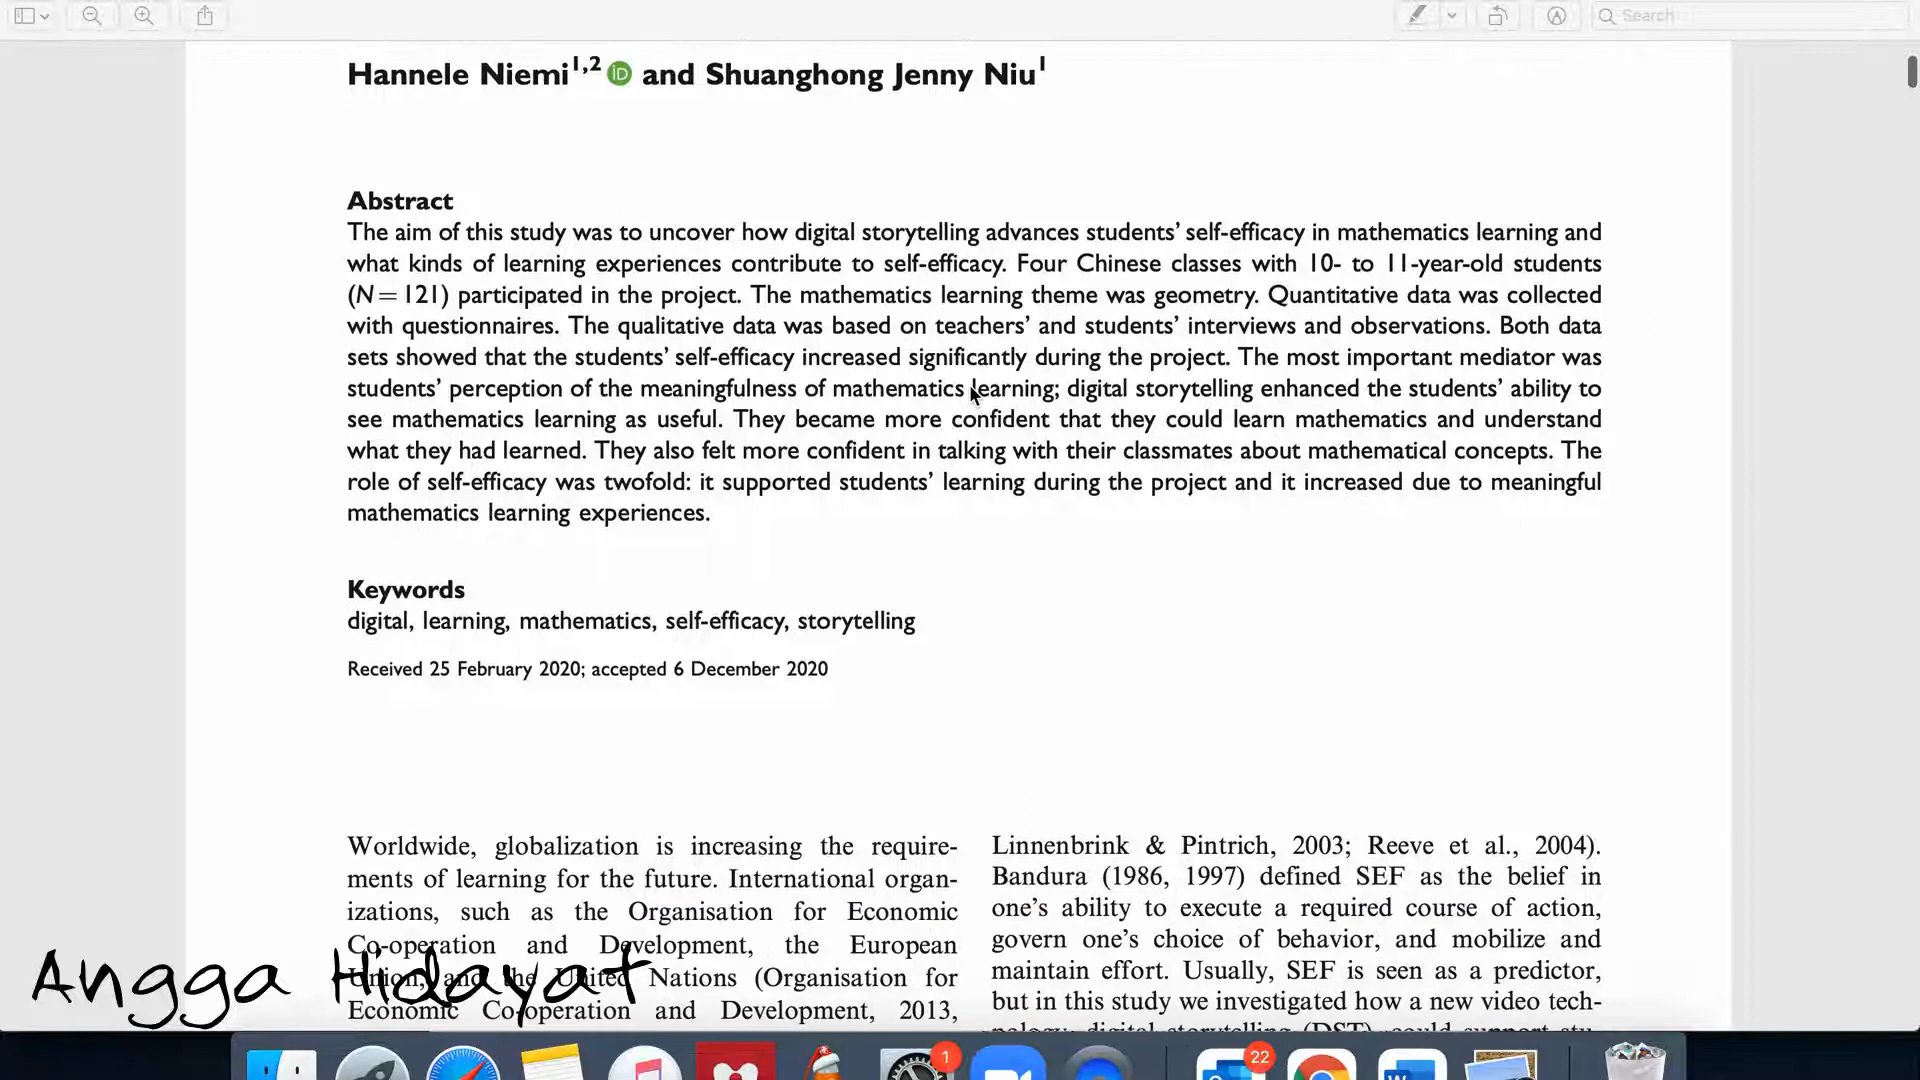 Search
Hannele Niemi1,2 iD and Shuanghong Jenny Niu1
Abstract
The aim of this study was to uncover how digital storytelling advances students' self-efficacy in mathematics learning and
what kinds of learning experiences contribute to self-efficacy. Four Chinese classes with 10- to 11-year-old students
(N = 121) participated in the project. The mathematics learning theme was geometry. Quantitative data was collected
with questionnaires. The qualitative data was based on teachers' and students' interviews and observations. Both data
sets showed that the students' self-efficacy increased significantly during the project. The most important mediator was
students' perception of the meaningfulness of mathematics learning; digital storytelling enhanced the students' ability to
see mathematics learning as useful. They became more confident that they could learn mathematics and understand
what they had learned. They also felt more confident in talking with their classmates about mathematical concepts. The
role of self-efficacy was twofold: it supported students' learning during the project and it increased due to meaningful
mathematics learning experiences.
Keywords
digital, learning, mathematics, self-efficacy, storytelling
Received 25 February 2020; accepted 6 December 2020
Worldwide, globalization is increasing the require-
ments of learning for the future. International organ-
izations, such as the Organisation for Economic
Co-operation and Development, the European
Union, and the United Nations (Organisation for
Economic Co-operation and Development, 2013,
Linnenbrink & Pintrich, 2003; Reeve et al., 2004).
Bandura (1986, 1997) defined SEF as the belief in
one's ability to execute a required course of action,
govern one's choice of behavior, and mobilize and
maintain effort. Usually, SEF is seen as a predictor,
but in this study we investigated how a new video tech-
nology, digital storytelling (DST), could support stu-
Angga Hidayat
1
22